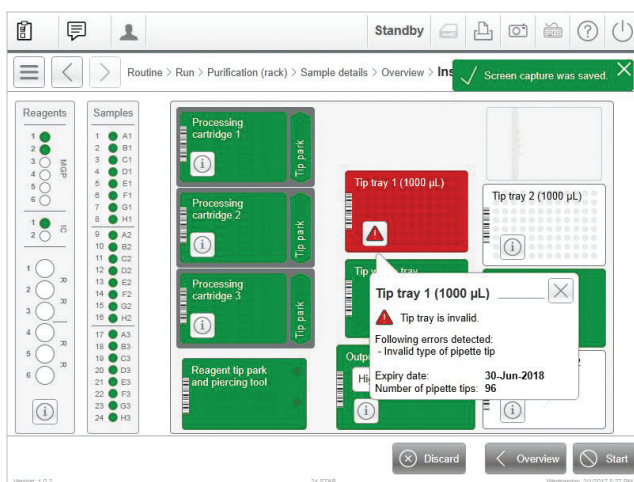 Standby
Routine > Run > Purification (rack) > Sample details > Overview > Ins
Screen capture was saved.
Reagents
1
2
3
4
5
6
MGP
1
2
IC
1
2
3
R
R
R
4
5
6
R
R
R
Samples
1 A1
2 B1
3 C1
4 D1
5 E1
6 F1
7 G1
8 H1
9 A2
10 B2
11 C2
12 D2
13 E2
14 F2
15 G2
16 H2
17 A3
18 B3
19 C3
20 D3
21 E3
22 F3
23 G3
24 H3
Processing
cartridge 1
Tip park
Processing
cartridge 2
Tip park
Processing
cartridge 3
Tip park
Reagent tip park
and piercing tool
Tip tray 1 (1000 µL)
Tip tray 2 (1000 µL)
Tip tray 1 (1000 µL)
Tip tray is invalid.
Following errors detected:
- Invalid type of pipette tip
Expiry date: 30-Jun-2018
Number of pipette tips: 96
Discard
Overview
Start